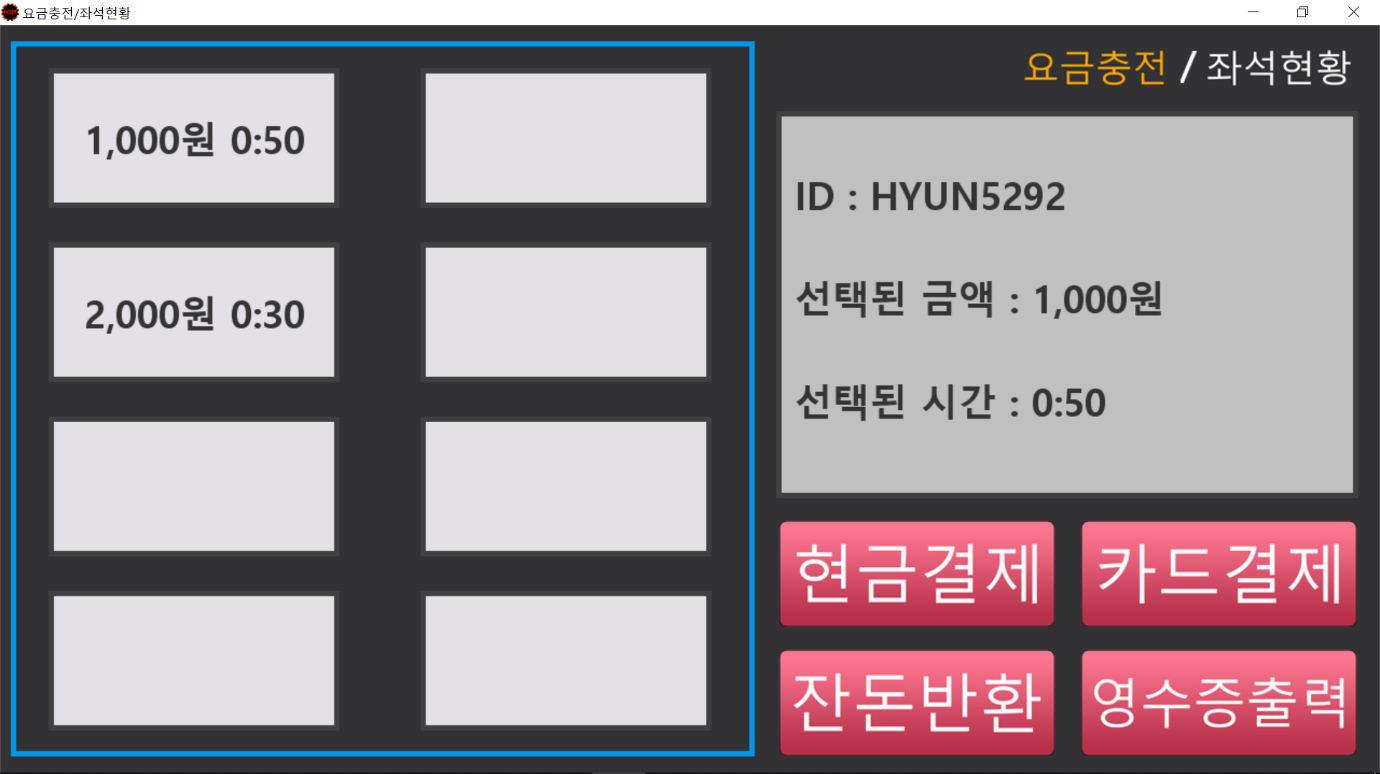 요금충전/좌석현황
요금충전 / 좌석현황
1,000원 0:50
2,000원 0:30
ID : HYUN5292
선택된 금액 : 1,000원
선택된 시간 : 0:50
현금결제
카드결제
잔돈반환
영수증출력